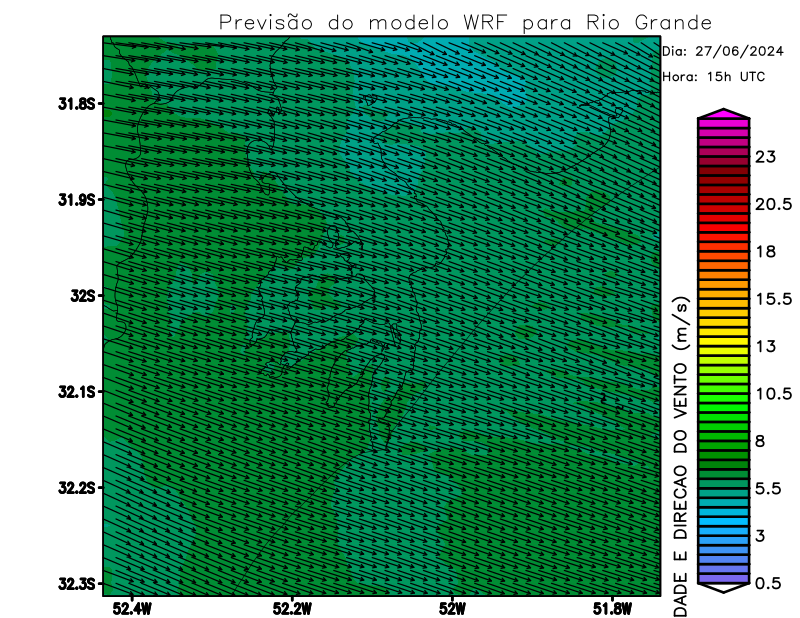 Previsão do modelo WRF para Rio Grande
Dia: 27/06/2024
Hora: 15h UTC
31.8S
31.9S
32S
32.1S
32.2S
32.3S
52.4W
52.2W
52W
51.8W
23
20.5
18
15.5
13
10.5
8
5.5
3
0.5
DADE E DIRECAO DO VENTO (m/s)